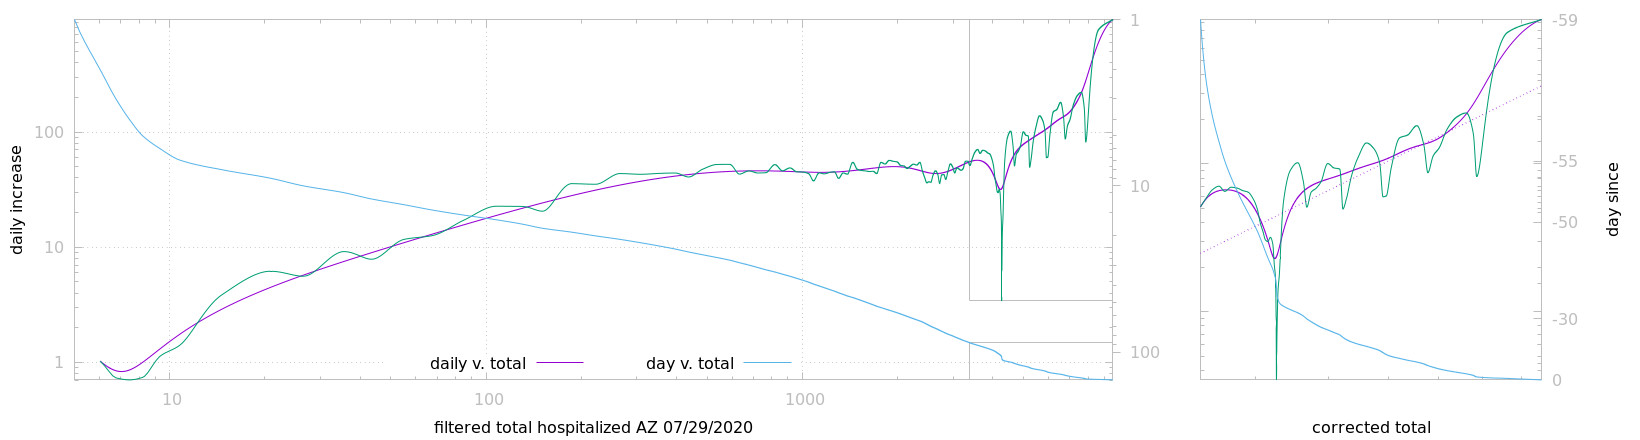 1
-59
100
-55
10
-50
10
-30
1
100
0
daily increase
day since
daily v. total
day v. total
10
100
1000
filtered total hospitalized AZ 07/29/2020
corrected total